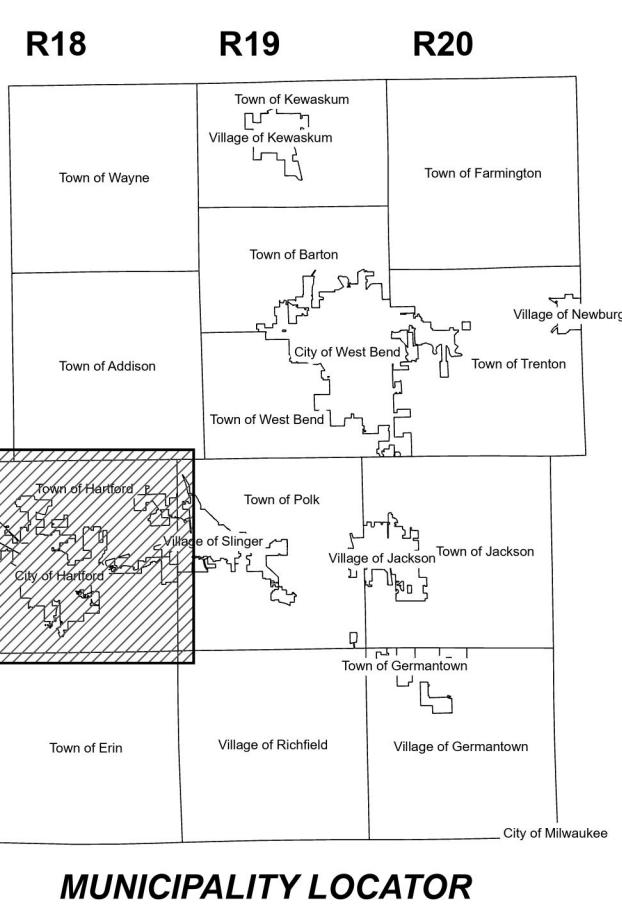 R18 R19 R20
Town of Kewaskum
Village of Kewaskum
Town of Wayne
Town of Farmington
Town of Barton
Village of Newburg
City of West Bend
Town of Addison
Town of Trenton
Town of West Bend
Town of Hartford
Town of Polk
Village of Slinger
Village of Jackson
Town of Jackson
City of Hartford
Town of Germantown
Town of Erin
Village of Richfield
Village of Germantown
City of Milwaukee
MUNICIPALITY LOCATOR